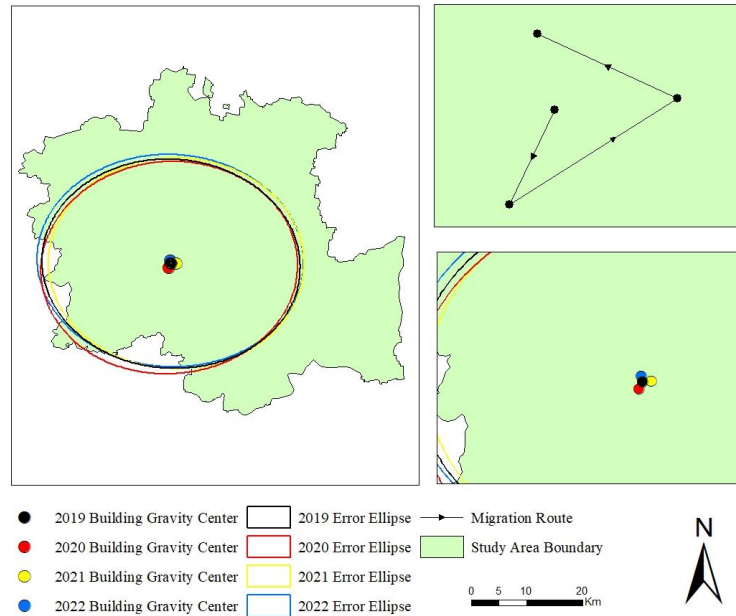 2019 Building Gravity Center 2019 Error Ellipse Migration Route
2020 Building Gravity Center 2020 Error Ellipse Study Area Boundary
2021 Building Gravity Center 2021 Error Ellipse
2022 Building Gravity Center 2022 Error Ellipse
N
0 5 10 20
Km